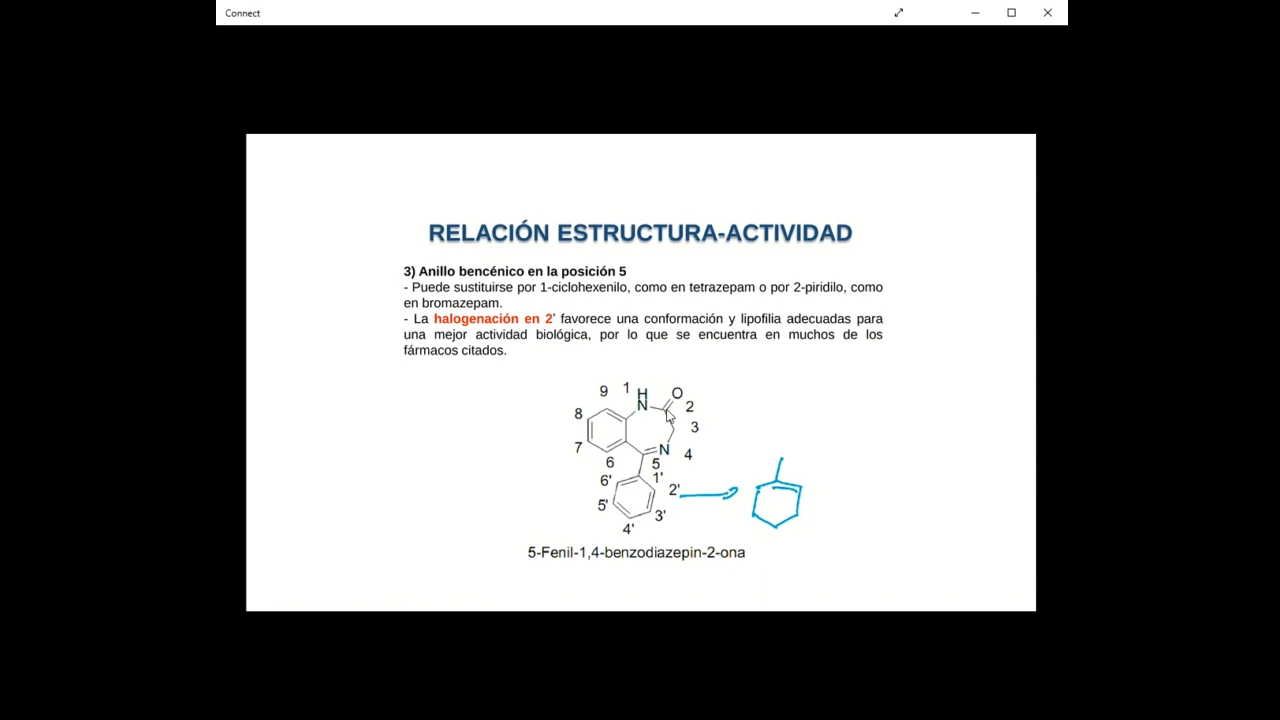 Connect
RELACIÓN ESTRUCTURA-ACTIVIDAD
3) Anillo bencénico en la posición 5
- Puede sustituirse por 1-ciclohexenilo, como en tetrazepam o por 2-piridilo, como
en bromazepam.
- La halogenación en 2' favorece una conformación y lipofilia adecuadas para
una mejor actividad biológica, por lo que se encuentra en muchos de los
fármacos citados.
9 1 H O
N 2
8 3
7 N 4
6 5
6' 1'
2'
5' 3'
4'
5-Fenil-1,4-benzodiazepin-2-ona